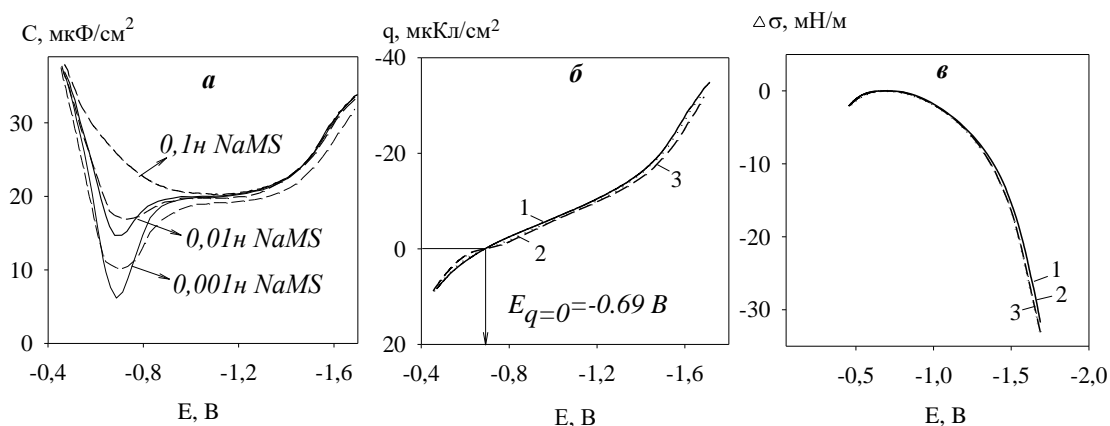 C, мкФ/см²
а
30
20
10
0
0,1н NaMS
0,01н NaMS
0,001н NaMS
-0,4 -0,8 -1,2 -1,6
E, В
q, мкКл/см²
б
-40
-20
0
20
1
2
3
E q=0=-0.69 В
-0,4 -0,8 -1,2 -1,6
E, В
Δσ, мН/м
в
0
-10
-20
-30
1
2
3
-0,5 -1,0 -1,5 -2,0
E, В